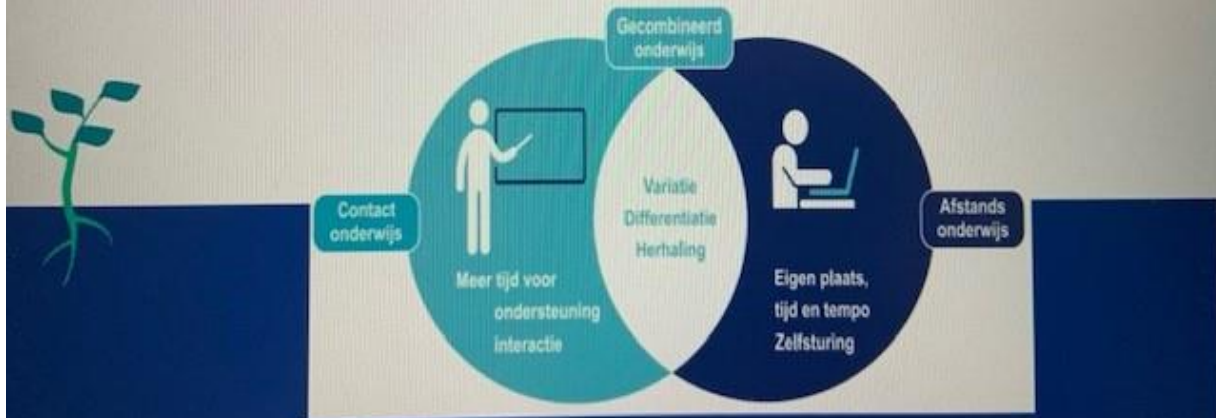 Gecombineerd
onderwijs
Contact
onderwijs
Meer tijd voor
ondersteuning
interactie
Variatie
Differentiatie
Herhaling
Afstands
onderwijs
Eigen plaats,
tijd en tempo
Zelfsturing